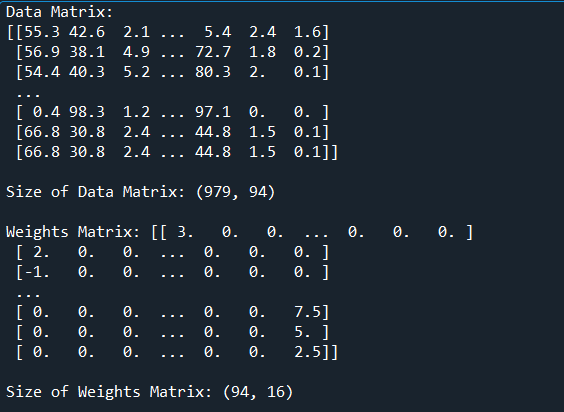 Data Matrix:
[[55.3 42.6  2.1 ...  5.4  2.4  1.6]
 [56.9 38.1  4.9 ... 72.7  1.8  0.2]
 [54.4 40.3  5.2 ... 80.3  2.   0.1]
 ...
 [ 0.4 98.3  1.2 ... 97.1  0.   0. ]
 [66.8 30.8  2.4 ... 44.8  1.5  0.1]
 [66.8 30.8  2.4 ... 44.8  1.5  0.1]]
Size of Data Matrix: (979, 94)
Weights Matrix: [[ 3.   0.   0.  ...  0.   0.   0. ]
 [ 2.   0.   0.  ...  0.   0.   0. ]
 [-1.   0.   0.  ...  0.   0.   0. ]
 ...
 [ 0.   0.   0.  ...  0.   0.   7.5]
 [ 0.   0.   0.  ...  0.   0.   5. ]
 [ 0.   0.   0.  ...  0.   0.   2.5]]
Size of Weights Matrix: (94, 16)